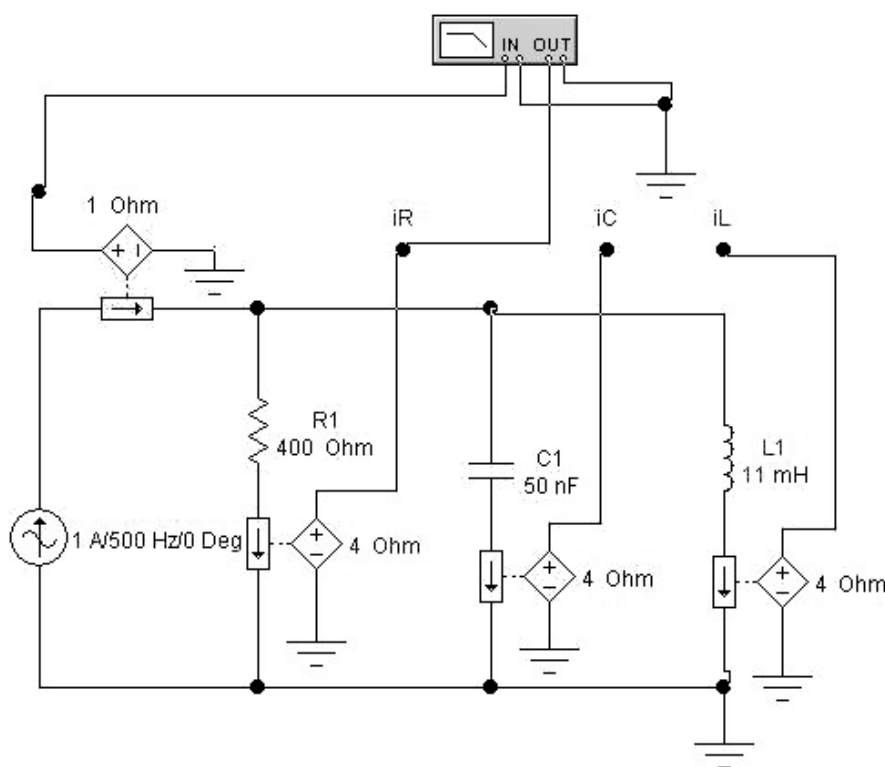 IN OUT
1 Ohm
iR
iC
iL
R1
400 Ohm
C1
50 nF
L1
11 mH
1 A/500 Hz/0 Deg
4 Ohm
4 Ohm
4 Ohm